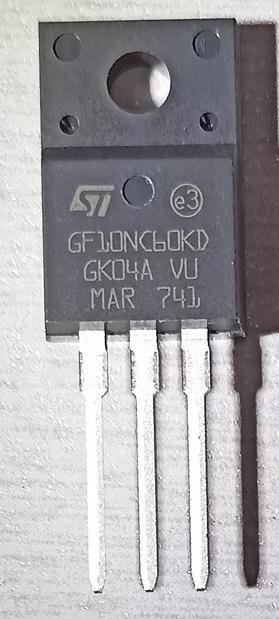 ST e3
GF10NC60KD
GK04A VU
MAR 741